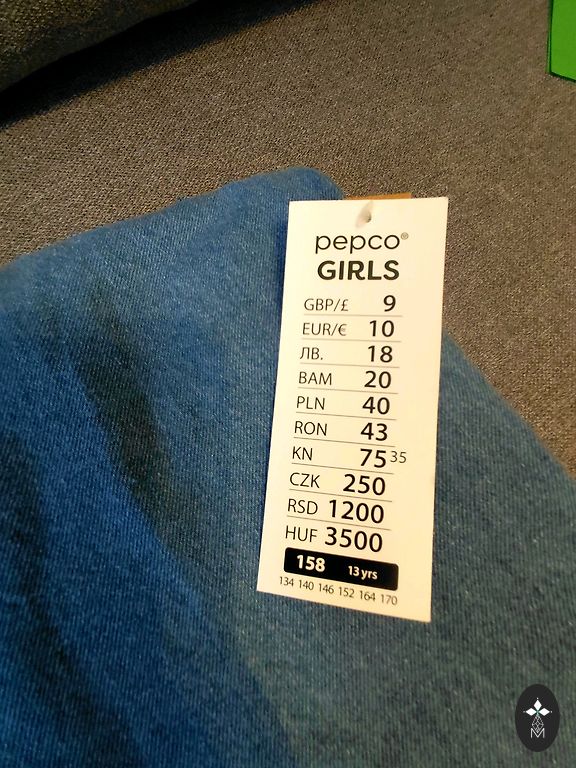 pepco®
GIRLS
GBP/£ 9
EUR/€ 10
ЛВ. 18
BAM 20
PLN 40
RON 43
KN 75 35
CZK 250
RSD 1200
HUF 3500
158 13 yrs
134 140 146 152 164 170
M